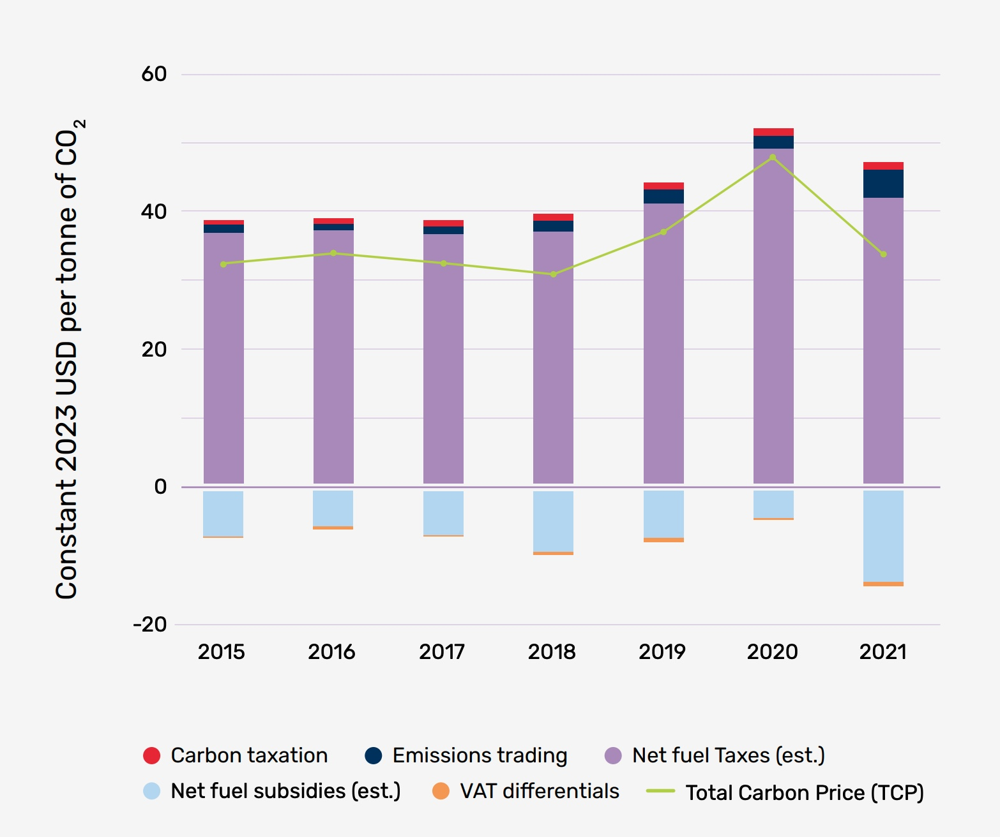 Constant 2023 USD per tonne of CO₂
60
40
20
0
-20
2015 2016 2017 2018 2019 2020 2021
Carbon taxation Emissions trading Net fuel Taxes (est.)
Net fuel subsidies (est.) VAT differentials Total Carbon Price (TCP)